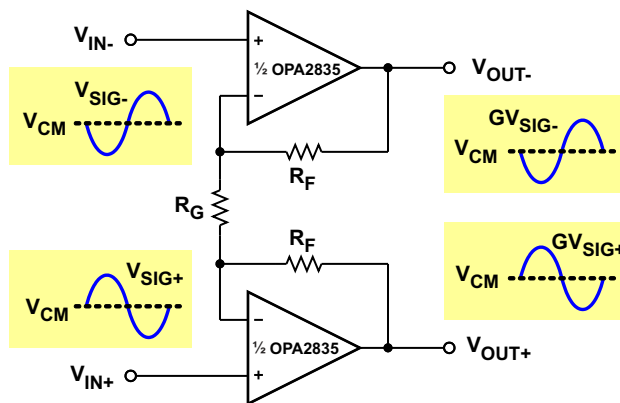 VIN-
+
½ OPA2835
−
VOUT-
VSIG-
VCM
GVSIG-
VCM
RF
RG
RF
VSIG+
VCM
GVSIG+
VCM
−
½ OPA2835
+
VIN+
VOUT+